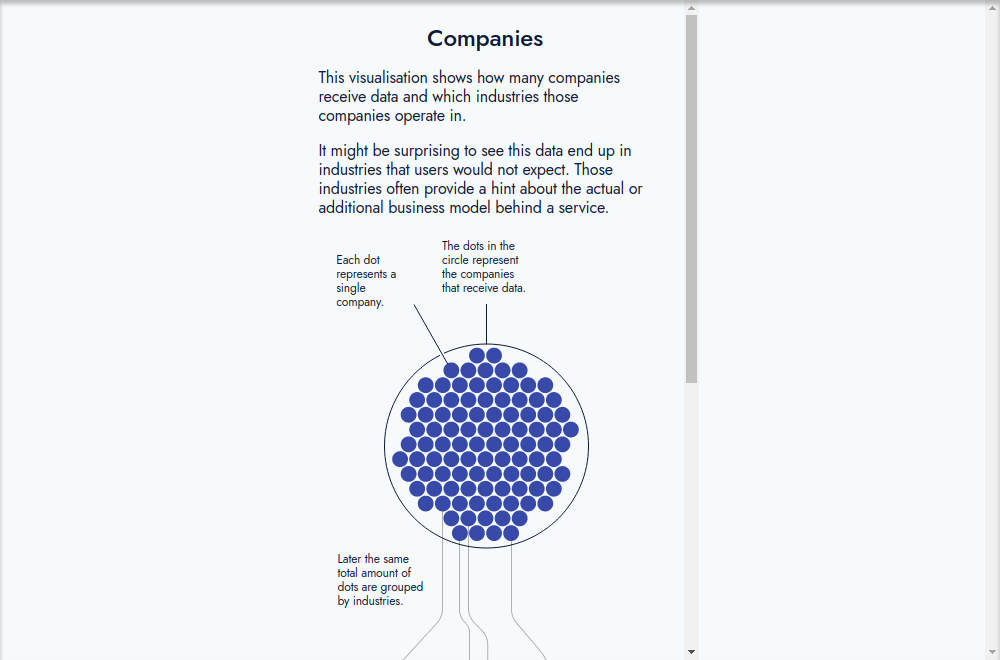 Companies
This visualisation shows how many companies
receive data and which industries those
companies operate in.
It might be surprising to see this data end up in
industries that users would not expect. Those
industries often provide a hint about the actual or
additional business model behind a service.
Each dot
represents a
single
company.
The dots in the
circle represent
the companies
that receive data.
Later the same
total amount of
dots are grouped
by industries.